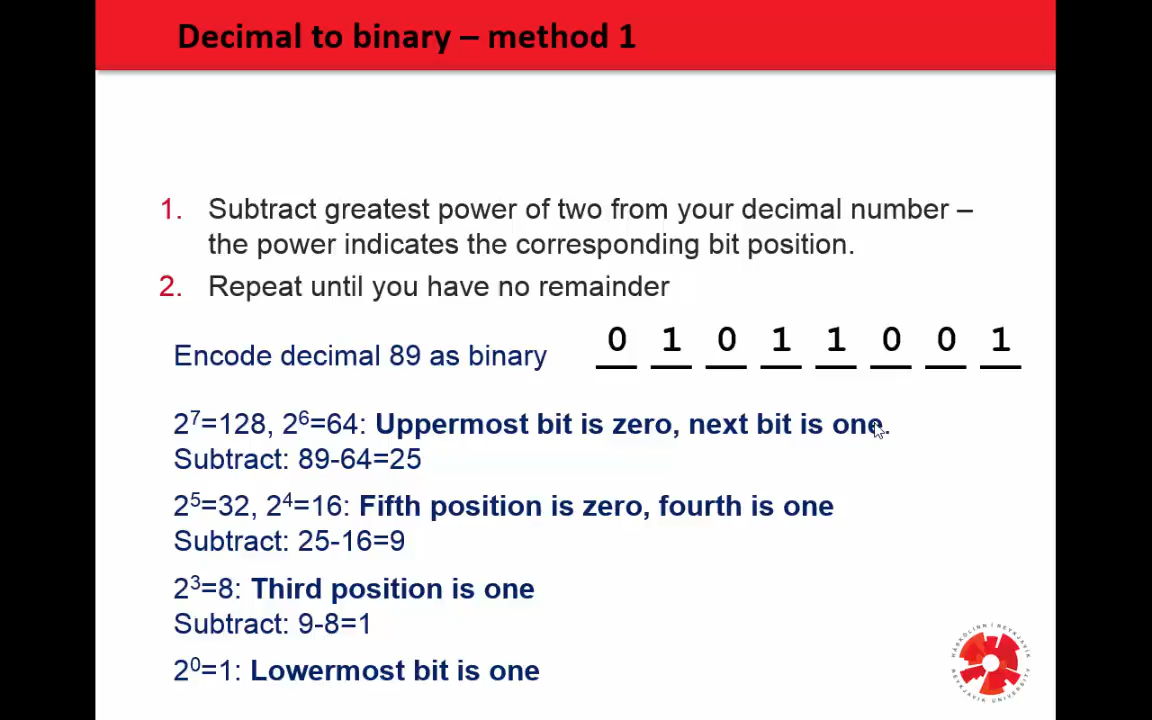 Decimal to binary – method 1
1. Subtract greatest power of two from your decimal number –
the power indicates the corresponding bit position.
2. Repeat until you have no remainder
Encode decimal 89 as binary
0 1 0 1 1 0 0 1
2⁷=128, 2⁶=64: Uppermost bit is zero, next bit is one.
Subtract: 89-64=25
2⁵=32, 2⁴=16: Fifth position is zero, fourth is one
Subtract: 25-16=9
2³=8: Third position is one
Subtract: 9-8=1
2⁰=1: Lowermost bit is one
HÁSKÓLINN Í REYKJAVÍK
REYKJAVIK UNIVERSITY